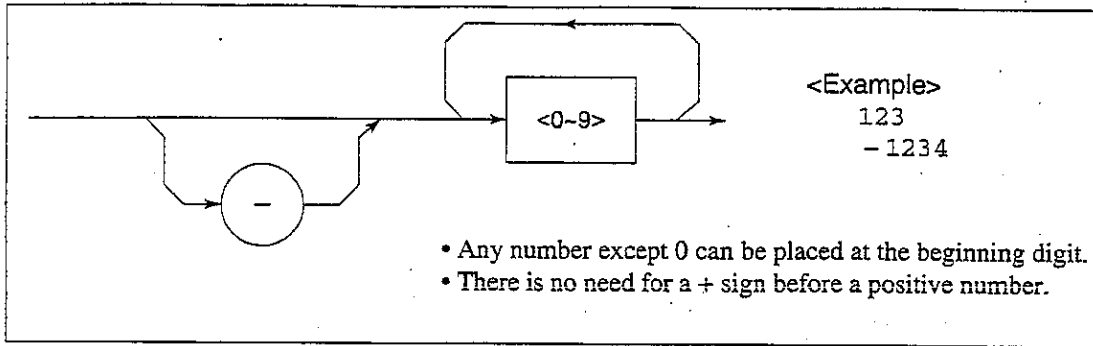 <0~9>
-
<Example>
123
-1234
• Any number except 0 can be placed at the beginning digit.
• There is no need for a + sign before a positive number.